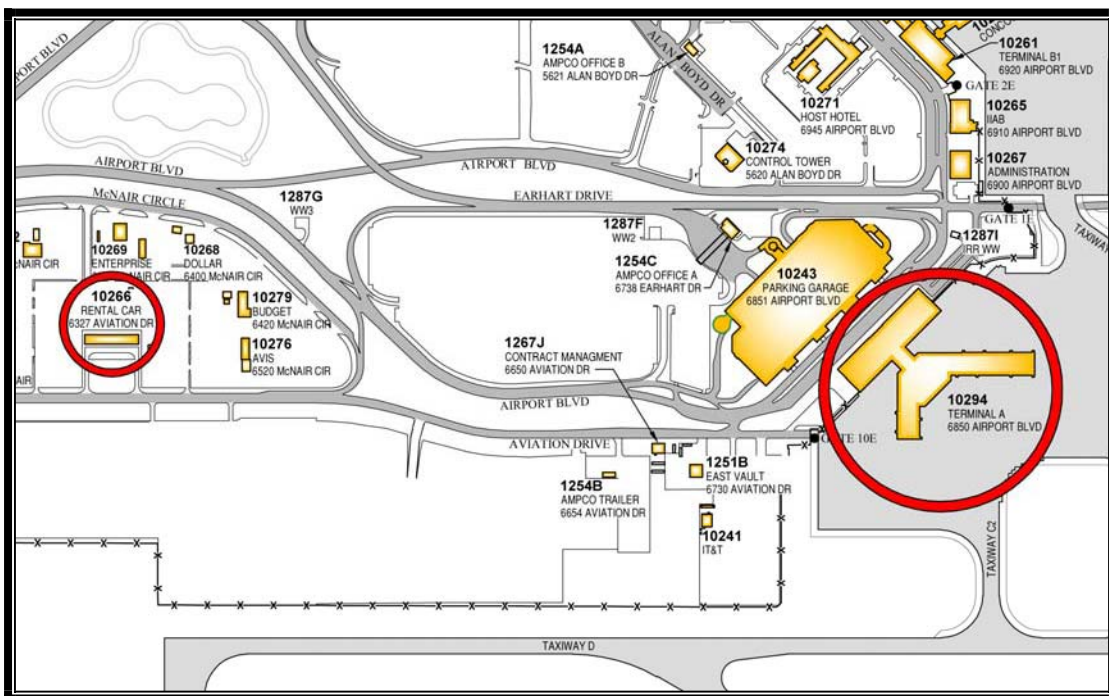 AIRPORT BLVD
1254A
AMPCO OFFICE B
5621 ALAN BOYD DR
ALAN BOYD DR
10271
HOST HOTEL
6945 AIRPORT BLVD
10261
TERMINAL B1
6920 AIRPORT BLVD
GATE 2E
10265
IIAB
6910 AIRPORT BLVD
10274
CONTROL TOWER
5620 ALAN BOYD DR
10267
ADMINISTRATION
6900 AIRPORT BLVD
AIRPORT BLVD
AIRPORT BLVD
McNAIR CIRCLE
EARHART DRIVE
GATE 1E
TAXIWAY
1287G
WW3
1287F
WW2
1287I
IRR WW
1254C
AMPCO OFFICE A
6738 EARHART DR
10243
PARKING GARAGE
6851 AIRPORT BLVD
McNAIR CIR
10269
ENTERPRISE
McNAIR CIR
10268
DOLLAR
6400 McNAIR CIR
10266
RENTAL CAR
6327 AVIATION DR
10279
BUDGET
6420 McNAIR CIR
10276
AVIS
6520 McNAIR CIR
1267J
CONTRACT MANAGMENT
6650 AVIATION DR
AIRPORT BLVD
10294
TERMINAL A
6850 AIRPORT BLVD
AVIATION DRIVE
GATE 10E
1254B
AMPCO TRAILER
6654 AVIATION DR
1251B
EAST VAULT
6730 AVIATION DR
10241
IT&T
TAXIWAY C2
TAXIWAY D